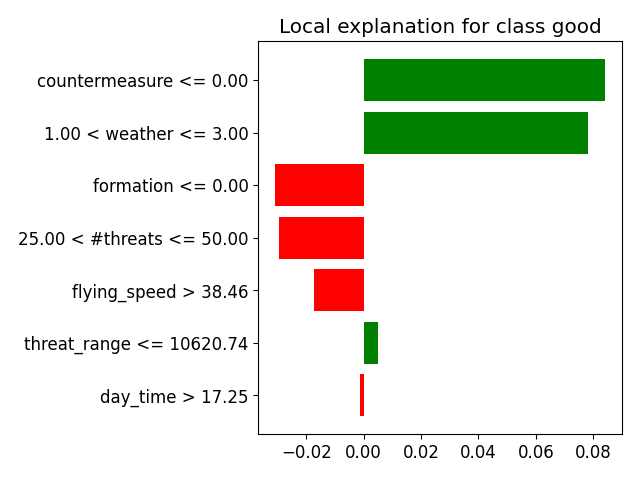 Local explanation for class good
countermeasure <= 0.00
1.00 < weather <= 3.00
formation <= 0.00
25.00 < #threats <= 50.00
flying_speed > 38.46
threat_range <= 10620.74
day_time > 17.25
−0.02 0.00 0.02 0.04 0.06 0.08